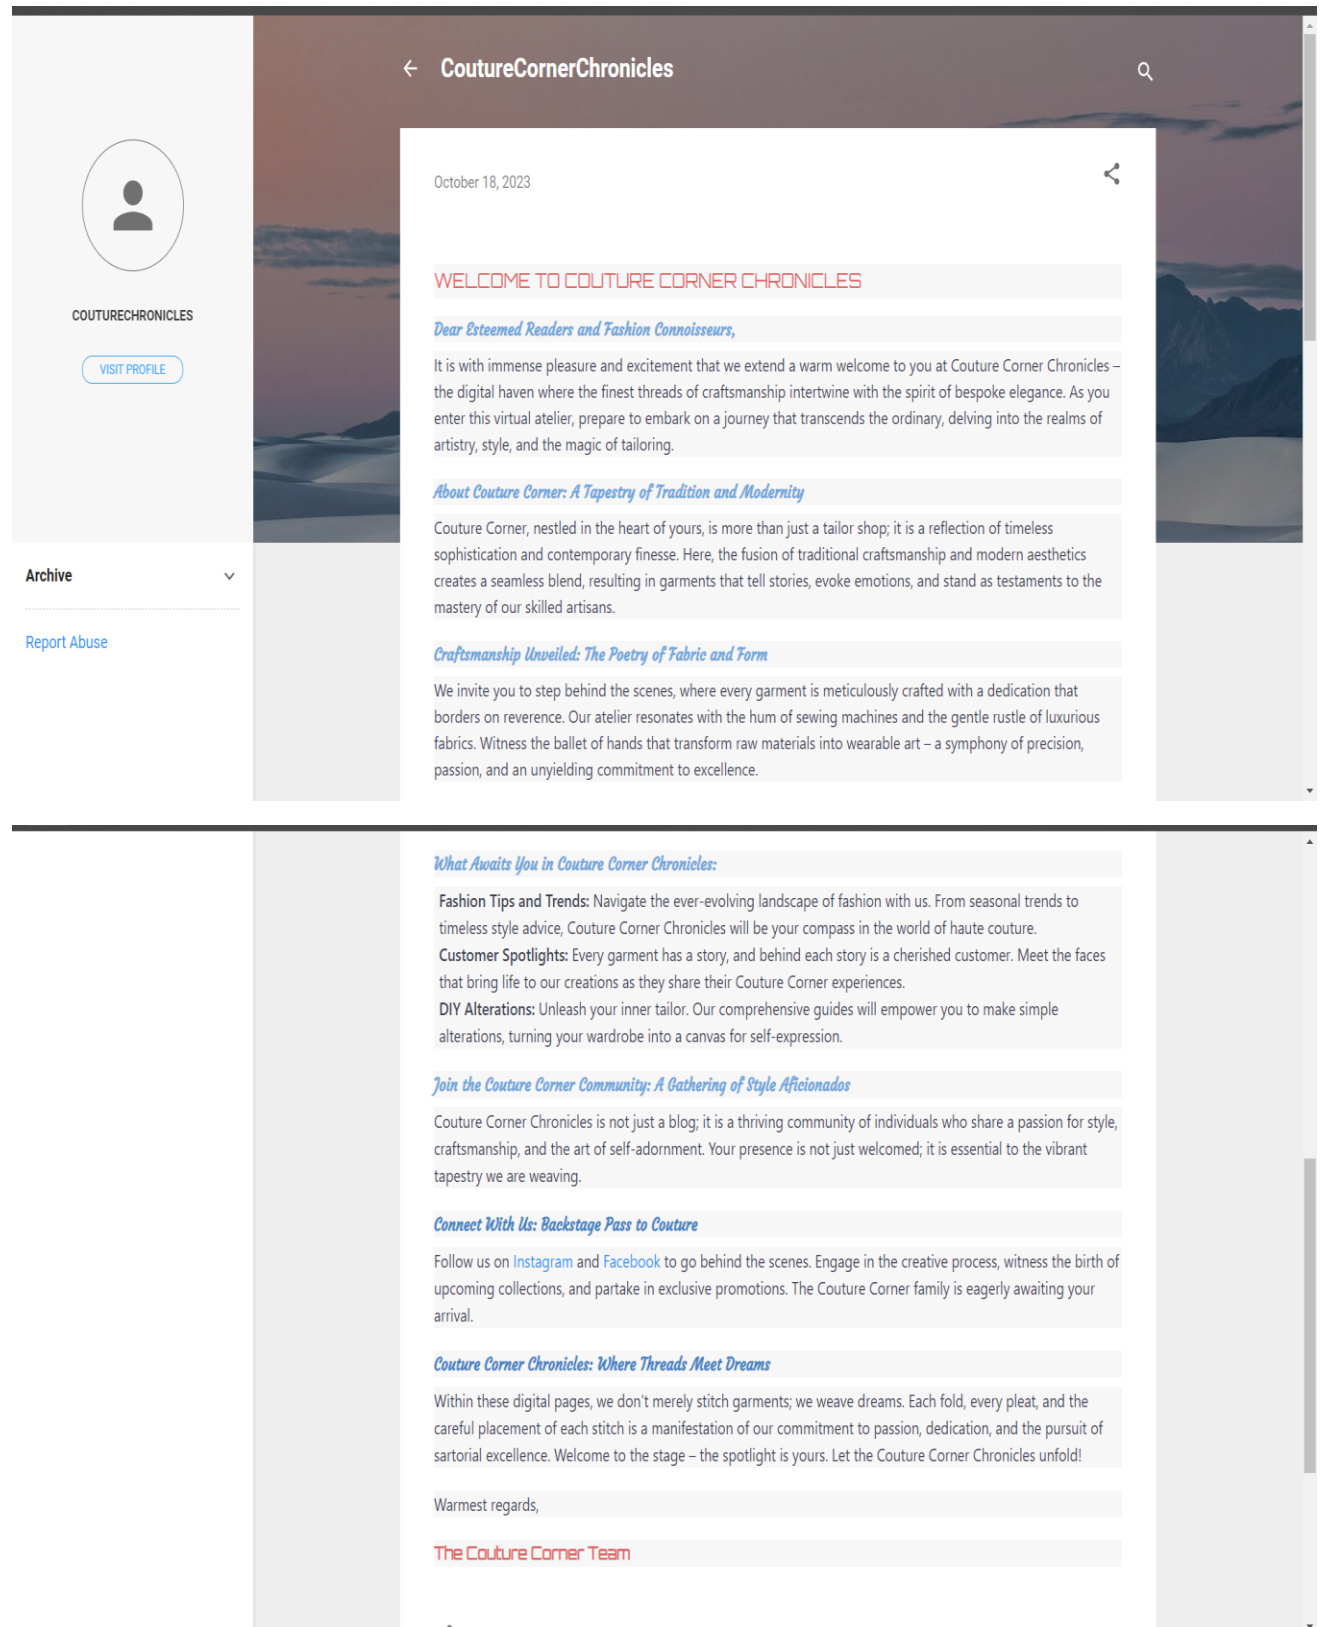 CoutureCornerChronicles
October 18, 2023
COUTURECHRONICLES
VISIT PROFILE
Archive
Report Abuse
WELCOME TO COUTURE CORNER CHRONICLES
Dear Esteemed Readers and Fashion Connoisseurs,
It is with immense pleasure and excitement that we extend a warm welcome to you at Couture Corner Chronicles –
the digital haven where the finest threads of craftsmanship intertwine with the spirit of bespoke elegance. As you
enter this virtual atelier, prepare to embark on a journey that transcends the ordinary, delving into the realms of
artistry, style, and the magic of tailoring.
About Couture Corner: A Tapestry of Tradition and Modernity
Couture Corner, nestled in the heart of yours, is more than just a tailor shop; it is a reflection of timeless
sophistication and contemporary finesse. Here, the fusion of traditional craftsmanship and modern aesthetics
creates a seamless blend, resulting in garments that tell stories, evoke emotions, and stand as testaments to the
mastery of our skilled artisans.
Craftsmanship Unveiled: The Poetry of Fabric and Form
We invite you to step behind the scenes, where every garment is meticulously crafted with a dedication that
borders on reverence. Our atelier resonates with the hum of sewing machines and the gentle rustle of luxurious
fabrics. Witness the ballet of hands that transform raw materials into wearable art – a symphony of precision,
passion, and an unyielding commitment to excellence.
What Awaits You in Couture Corner Chronicles:
Fashion Tips and Trends: Navigate the ever-evolving landscape of fashion with us. From seasonal trends to
timeless style advice, Couture Corner Chronicles will be your compass in the world of haute couture.
Customer Spotlights: Every garment has a story, and behind each story is a cherished customer. Meet the faces
that bring life to our creations as they share their Couture Corner experiences.
DIY Alterations: Unleash your inner tailor. Our comprehensive guides will empower you to make simple
alterations, turning your wardrobe into a canvas for self-expression.
Join the Couture Corner Community: A Gathering of Style Aficionados
Couture Corner Chronicles is not just a blog; it is a thriving community of individuals who share a passion for style,
craftsmanship, and the art of self-adornment. Your presence is not just welcomed; it is essential to the vibrant
tapestry we are weaving.
Connect With Us: Backstage Pass to Couture
Follow us on Instagram and Facebook to go behind the scenes. Engage in the creative process, witness the birth of
upcoming collections, and partake in exclusive promotions. The Couture Corner family is eagerly awaiting your
arrival.
Couture Corner Chronicles: Where Threads Meet Dreams
Within these digital pages, we don't merely stitch garments; we weave dreams. Each fold, every pleat, and the
careful placement of each stitch is a manifestation of our commitment to passion, dedication, and the pursuit of
sartorial excellence. Welcome to the stage – the spotlight is yours. Let the Couture Corner Chronicles unfold!
Warmest regards,
The Couture Corner Team